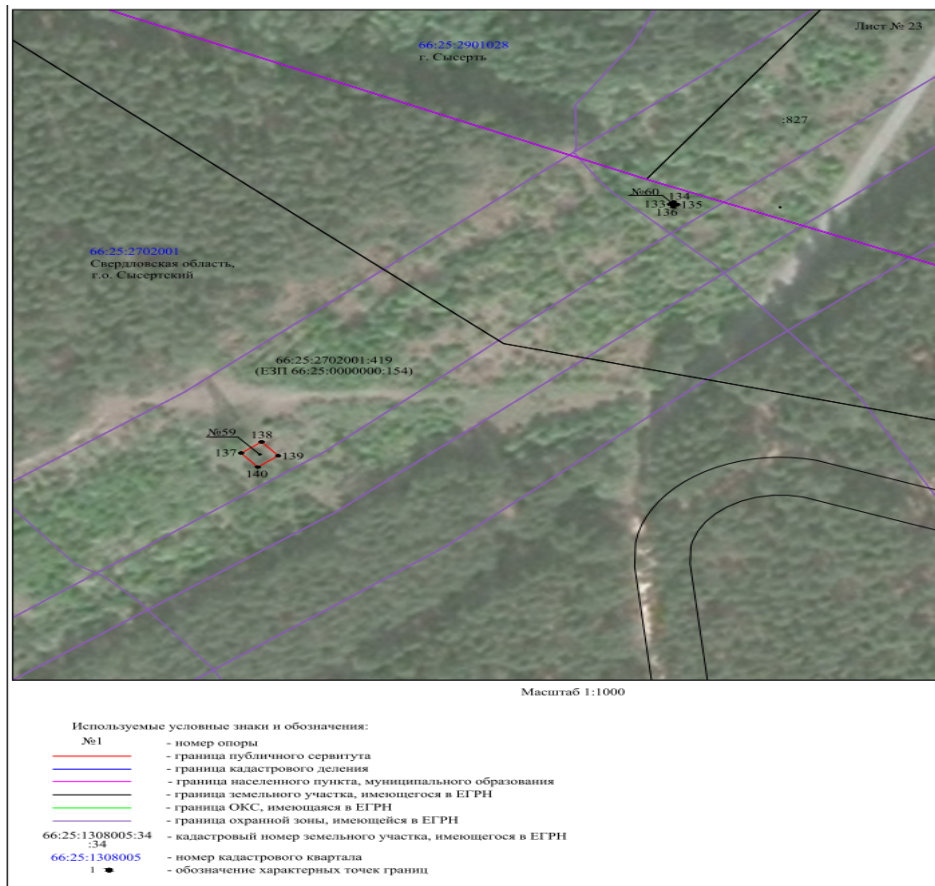 Лист № 23
66:25:2901028
г. Сысерть
:827
№60
134
133
135
136
66:25:2702001
Свердловская область,
г.о. Сысертский
66:25:2702001:419
(ЕЗП 66:25:0000000:154)
№59
138
137
139
140
Масштаб 1:1000
Используемые условные знаки и обозначения:
№1 - номер опоры
- граница публичного сервитута
- граница кадастрового деления
- граница населенного пункта, муниципального образования
- граница земельного участка, имеющегося в ЕГРН
- граница ОКС, имеющаяся в ЕГРН
- граница охранной зоны, имеющейся в ЕГРН
66:25:1308005:34 - кадастровый номер земельного участка, имеющегося в ЕГРН
:34
66:25:1308005 - номер кадастрового квартала
1 - обозначение характерных точек границ